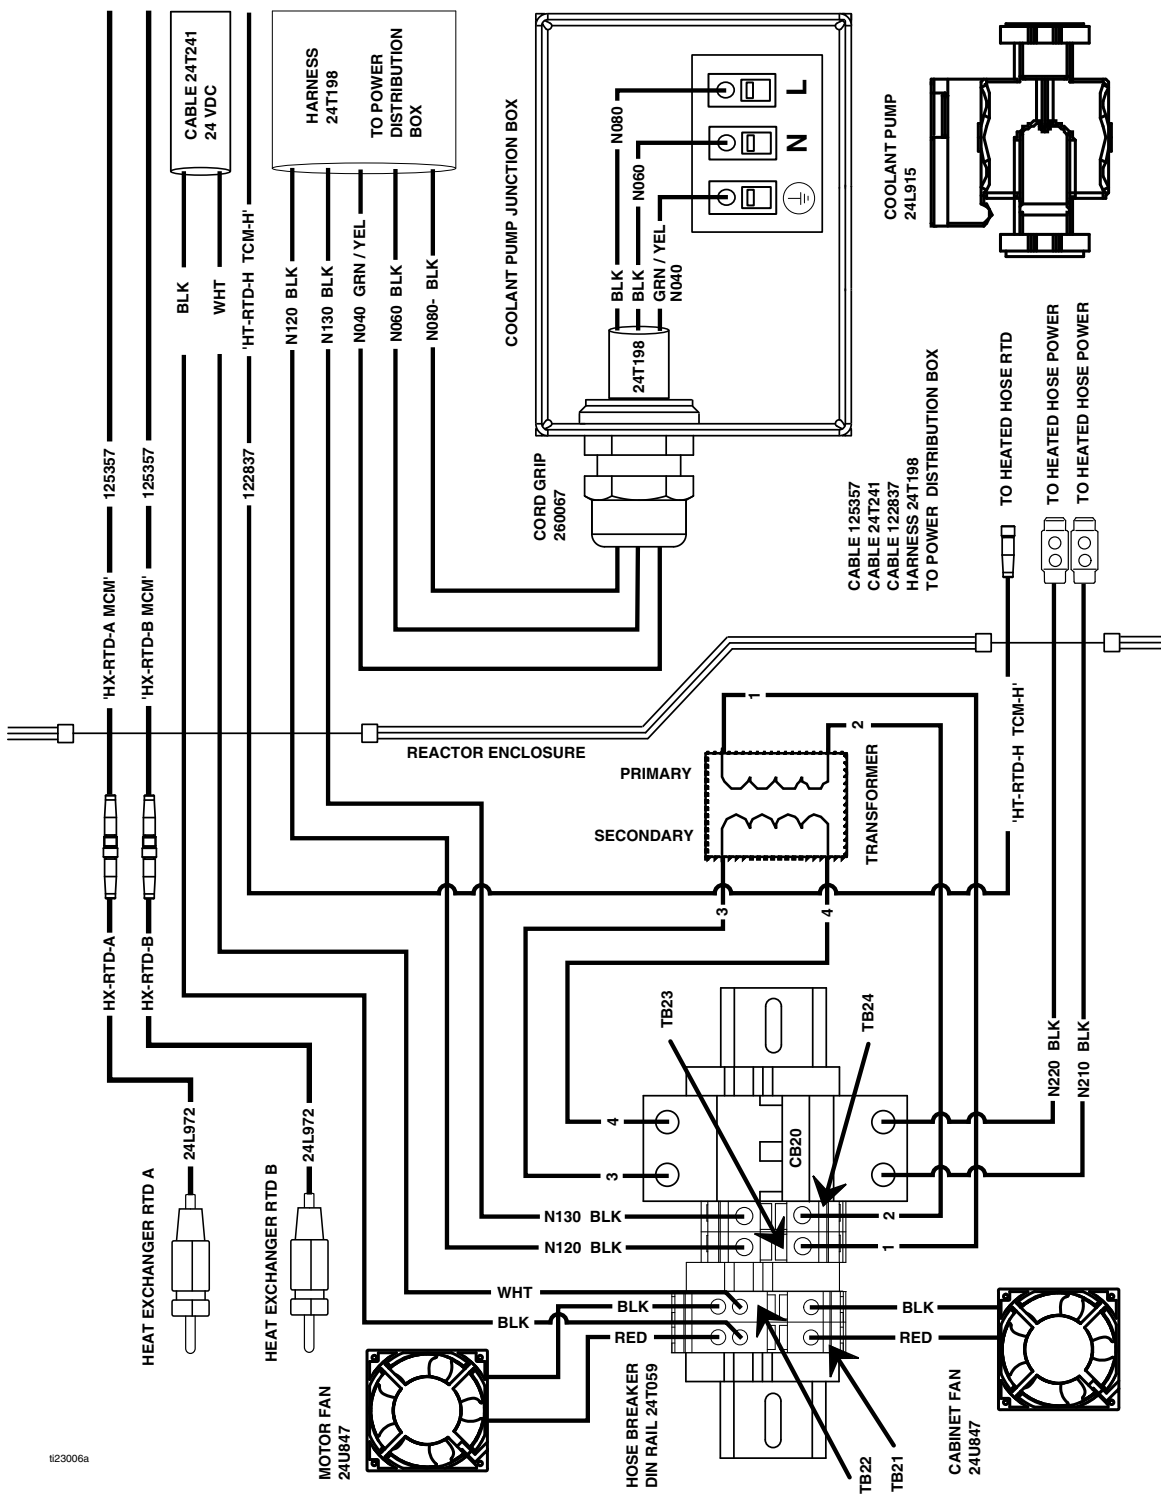 125357
'HX-RTD-A MCM'
HX-RTD-A
24L972
HEAT EXCHANGER RTD A
125357
'HX-RTD-B MCM'
HX-RTD-B
24L972
HEAT EXCHANGER RTD B
CABLE 24T241
24 VDC
BLK
WHT
'HT-RTD-H TCM-H'
122837
HARNESS
24T198
TO POWER
DISTRIBUTION
BOX
N120 BLK
N130 BLK
N040 GRN / YEL
N060 BLK
N080- BLK
COOLANT PUMP JUNCTION BOX
N080
N060
L
N
BLK
BLK
GRN / YEL
N040
24T198
CORD GRIP
260067
COOLANT PUMP
24L915
CABLE 125357
CABLE 24T241
CABLE 122837
HARNESS 24T198
TO POWER DISTRIBUTION BOX
TO HEATED HOSE RTD
TO HEATED HOSE POWER
TO HEATED HOSE POWER
REACTOR ENCLOSURE
1
2
PRIMARY
SECONDARY
TRANSFORMER
3
4
'HT-RTD-H TCM-H'
TB23
TB24
N220 BLK
N210 BLK
4
3
CB20
N130 BLK
N120 BLK
2
1
WHT
BLK
BLK
RED
BLK
RED
MOTOR FAN
24U847
HOSE BREAKER
DIN RAIL 24T059
TB22
TB21
CABINET FAN
24U847
ti23006a